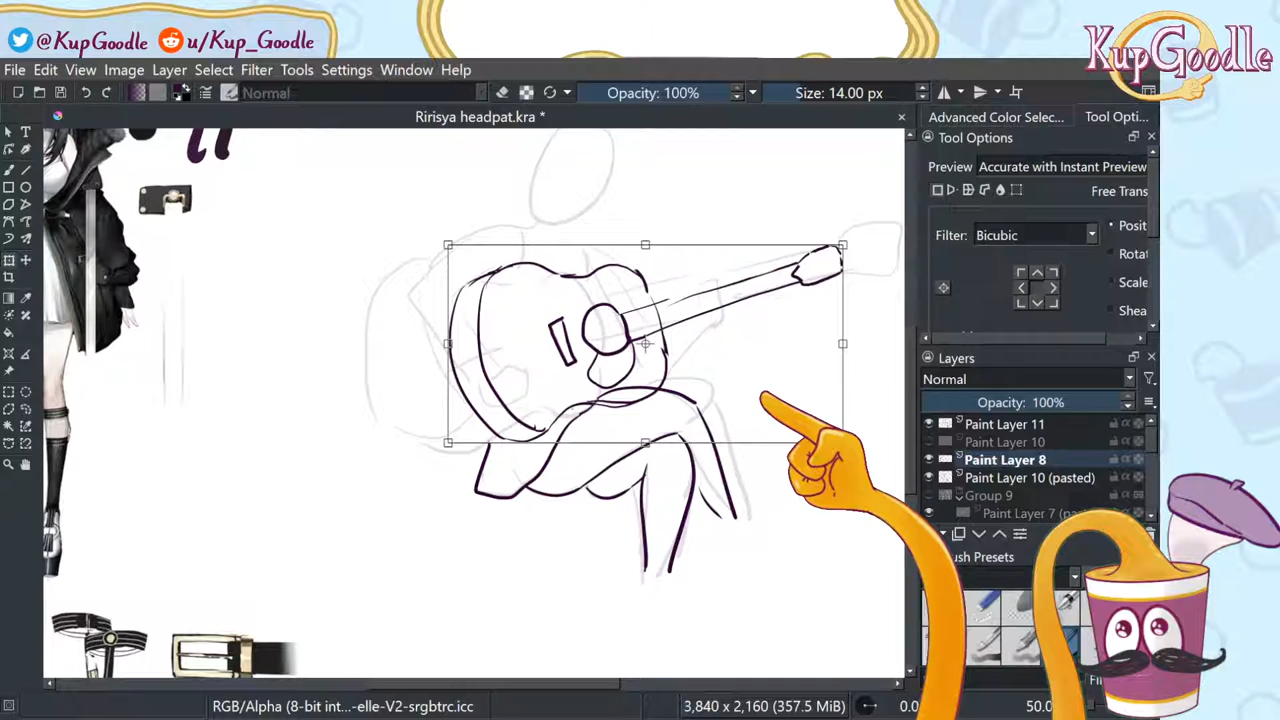 @KupGoodle u/Kup_Goodle
KupGoodle
File Edit View Image Layer Select Filter Tools Settings Window Help
Normal Opacity: 100% Size: 14.00 px
Ririsya headpat.kra *
Advanced Color Selec... Tool Opti...
Tool Options
Preview Accurate with Instant Preview
Free Trans
Posit
Filter: Bicubic
Rotat
Scale
Shea
Layers
Normal
Opacity: 100%
Paint Layer 11
Paint Layer 10
Paint Layer 8
Paint Layer 10 (pasted)
Group 9
Paint Layer 7 (pa
ush Presets
RGB/Alpha (8-bit int...-elle-V2-srgbtrc.icc
3,840 x 2,160 (357.5 MiB)
0.0
50.0